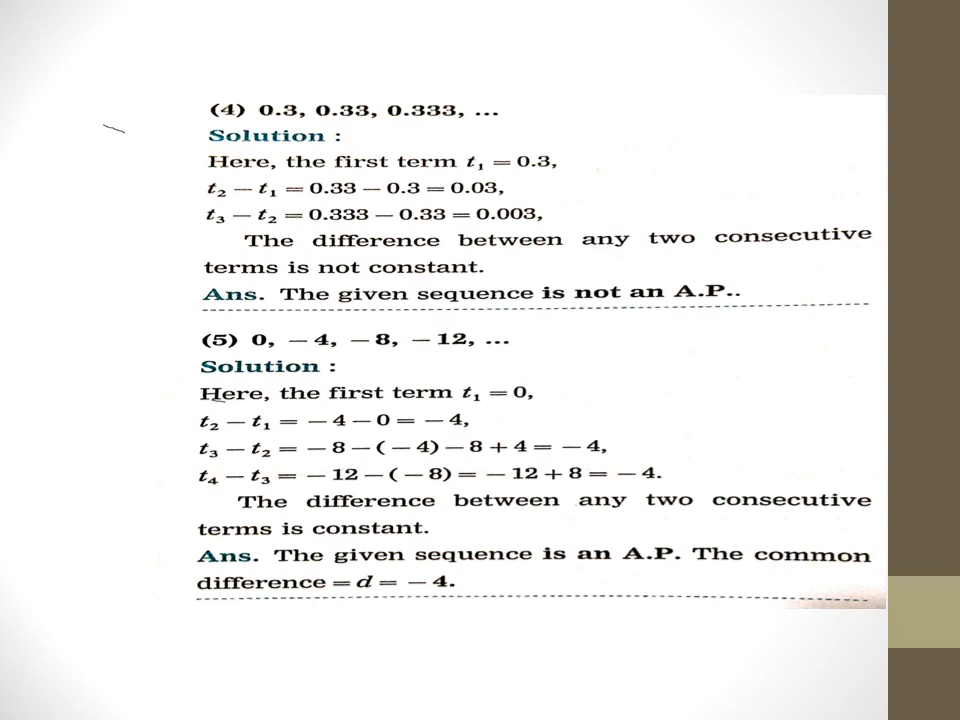 (4) 0.3, 0.33, 0.333, ...
Solution :
Here, the first term t₁ = 0.3,
t₂ − t₁ = 0.33 − 0.3 = 0.03,
t₃ − t₂ = 0.333 − 0.33 = 0.003,
The difference between any two consecutive
terms is not constant.
Ans. The given sequence is not an A.P..
(5) 0, − 4, − 8, − 12, ...
Solution :
Here, the first term t₁ = 0,
t₂ − t₁ = − 4 − 0 = − 4,
t₃ − t₂ = − 8 − (− 4) − 8 + 4 = − 4,
t₄ − t₃ = − 12 − (− 8) = − 12 + 8 = − 4.
The difference between any two consecutive
terms is constant.
Ans. The given sequence is an A.P. The common
difference = d = − 4.